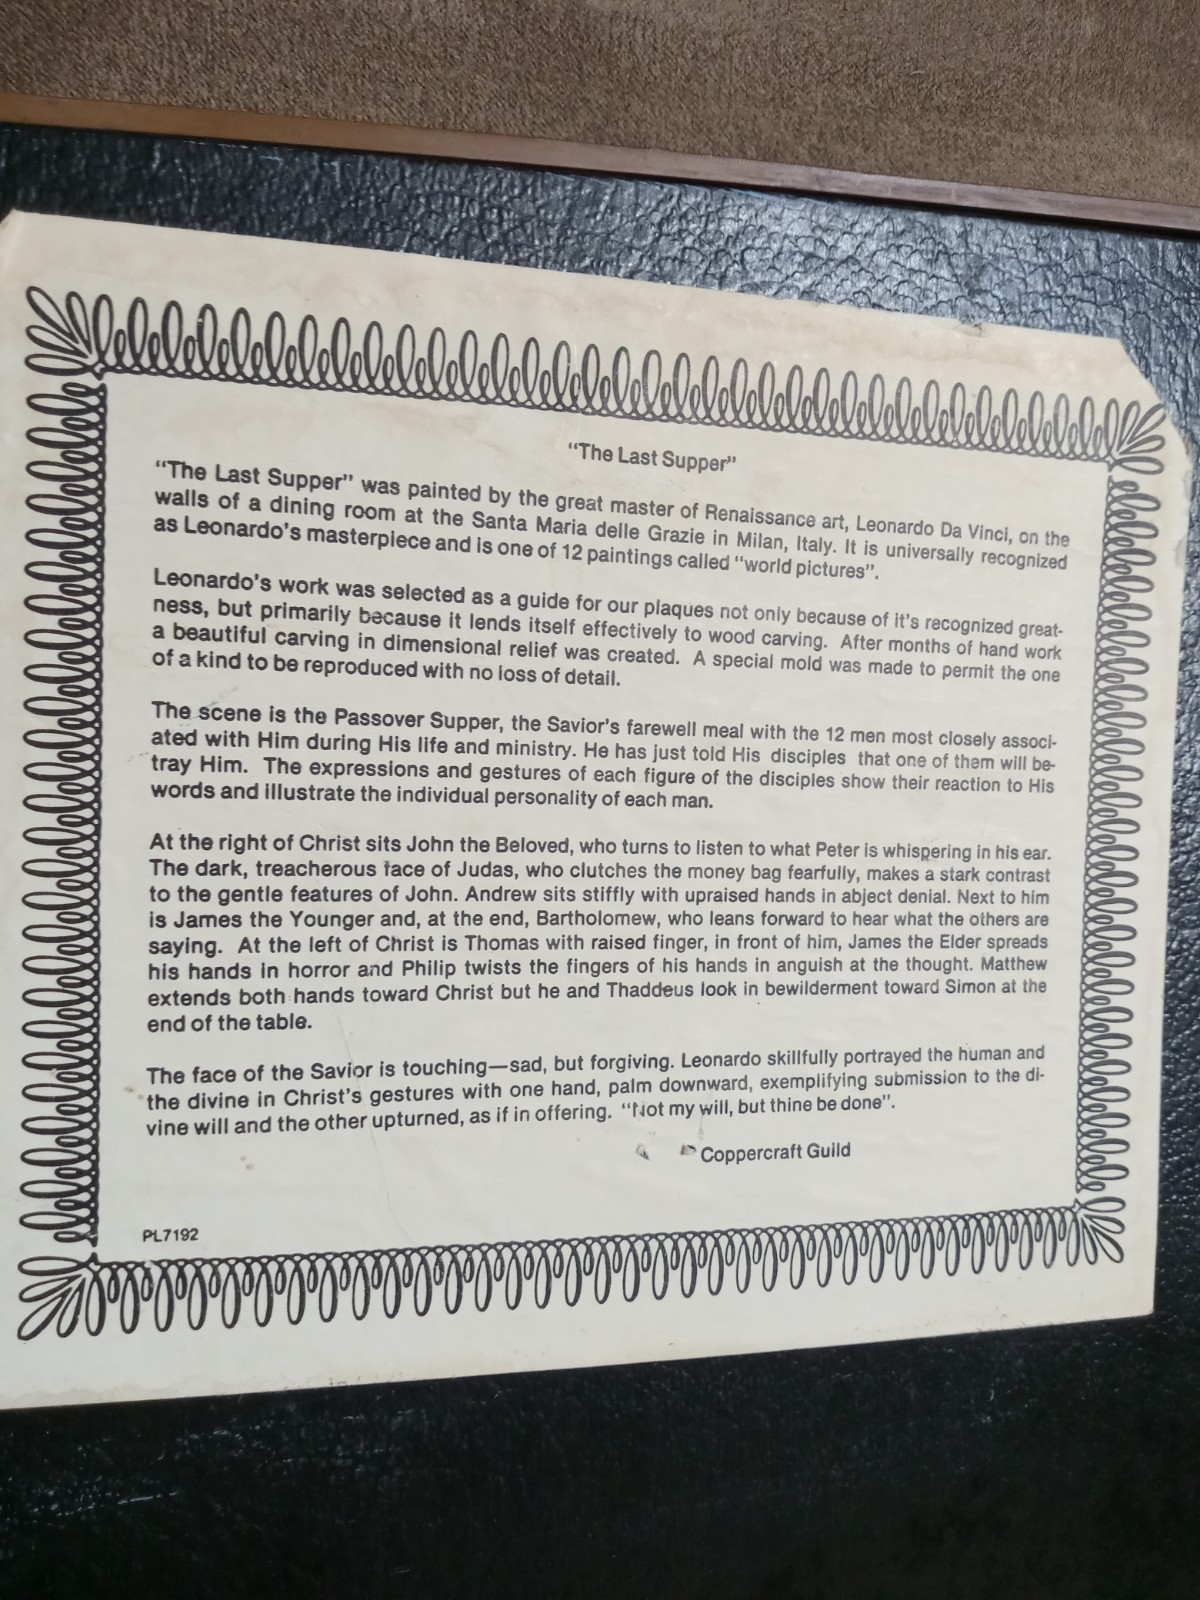 “The Last Supper”
“The Last Supper” was painted by the great master of Renaissance art, Leonardo Da Vinci, on the
walls of a dining room at the Santa Maria delle Grazie in Milan, Italy. It is universally recognized
as Leonardo's masterpiece and is one of 12 paintings called “world pictures”.
Leonardo's work was selected as a guide for our plaques not only because of it's recognized great-
ness, but primarily because it lends itself effectively to wood carving. After months of hand work
a beautiful carving in dimensional relief was created. A special mold was made to permit the one
of a kind to be reproduced with no loss of detail.
The scene is the Passover Supper, the Savior's farewell meal with the 12 men most closely associ-
ated with Him during His life and ministry. He has just told His disciples that one of them will be-
tray Him. The expressions and gestures of each figure of the disciples show their reaction to His
words and illustrate the individual personality of each man.
At the right of Christ sits John the Beloved, who turns to listen to what Peter is whispering in his ear.
The dark, treacherous face of Judas, who clutches the money bag fearfully, makes a stark contrast
to the gentle features of John. Andrew sits stiffly with upraised hands in abject denial. Next to him
is James the Younger and, at the end, Bartholomew, who leans forward to hear what the others are
saying. At the left of Christ is Thomas with raised finger, in front of him, James the Elder spreads
his hands in horror and Philip twists the fingers of his hands in anguish at the thought. Matthew
extends both hands toward Christ but he and Thaddeus look in bewilderment toward Simon at the
end of the table.
The face of the Savior is touching—sad, but forgiving. Leonardo skillfully portrayed the human and
the divine in Christ's gestures with one hand, palm downward, exemplifying submission to the di-
vine will and the other upturned, as if in offering. “Not my will, but thine be done”.
Coppercraft Guild
PL7192